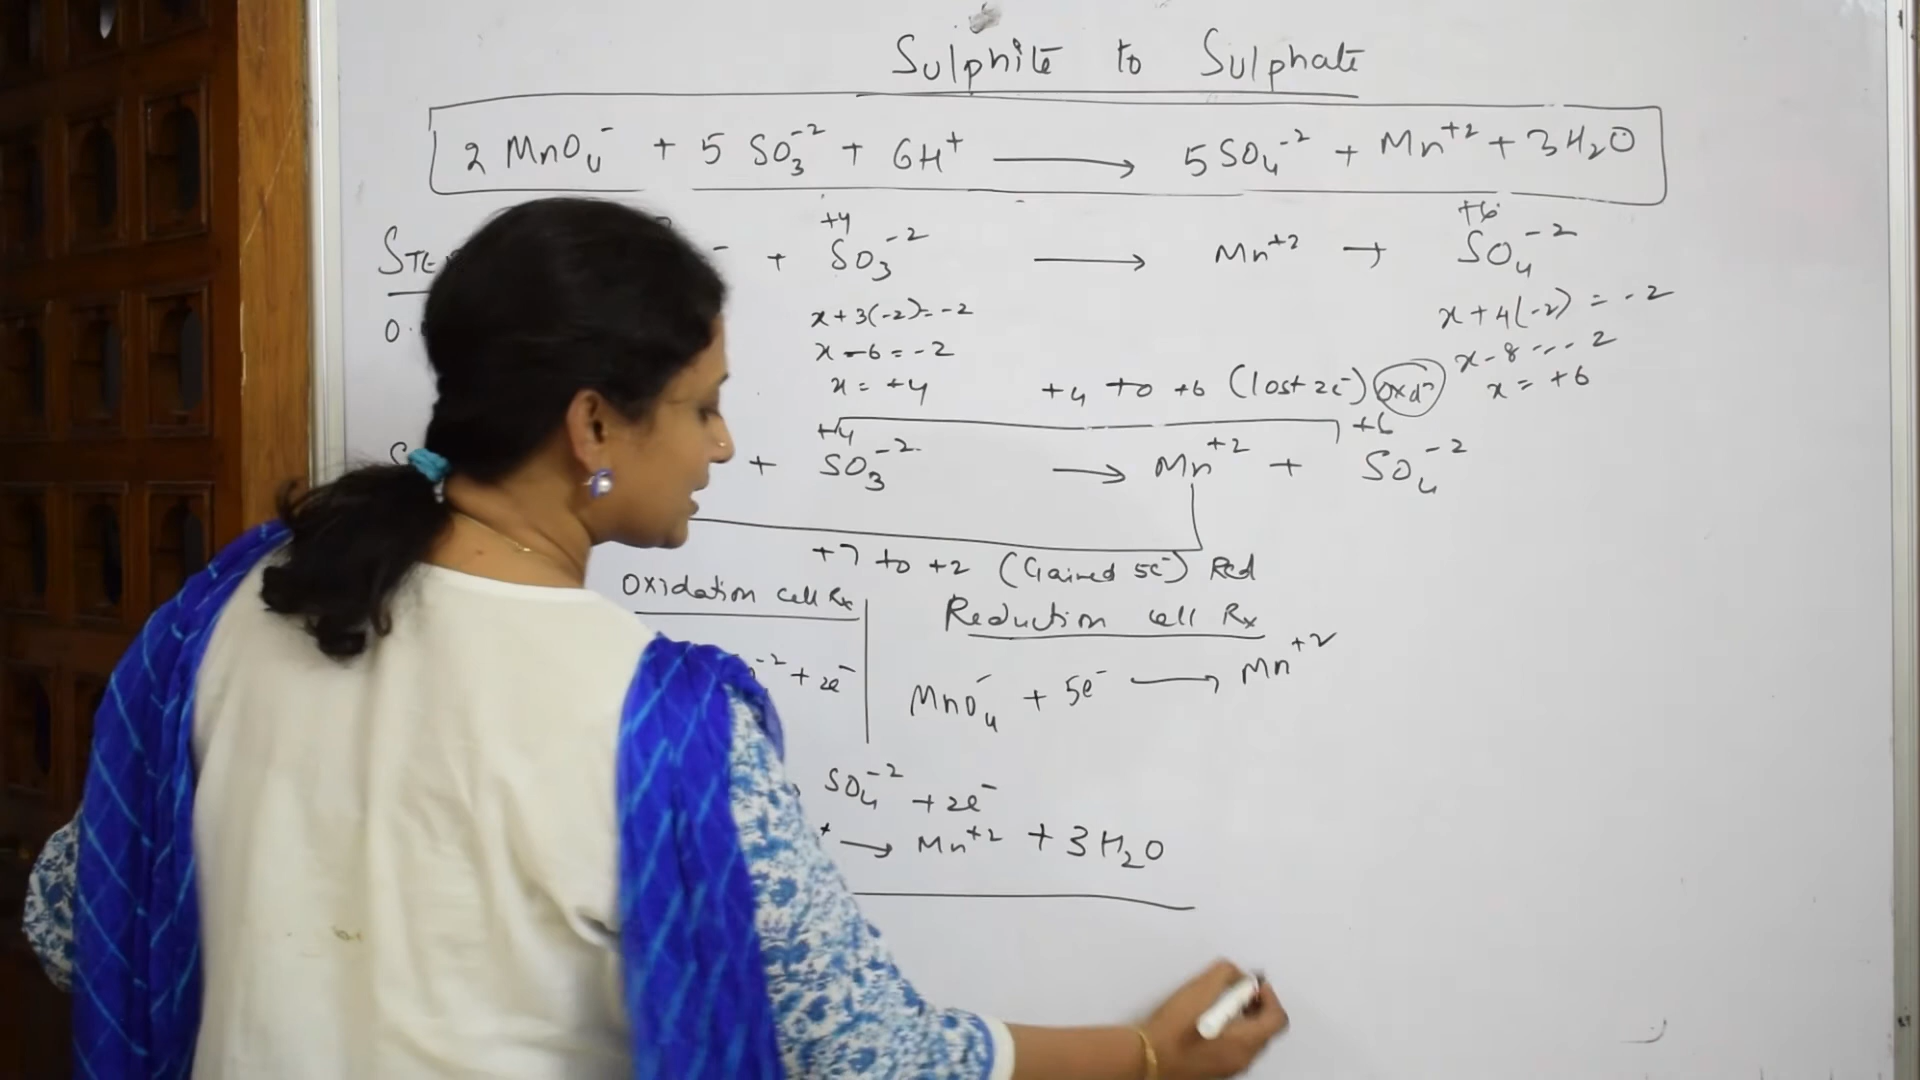 Sulphite to Sulphate
2 MnO₄⁻ + 5 SO₃⁻² + 6H⁺ ⟶ 5SO₄⁻² + Mn⁺² + 3H₂O
+4 +6
⁻ + SO₃⁻² ⟶ Mn⁺² → SO₄⁻²
x + 3(-2) = -2 x + 4(-2) = -2
x - 6 = -2 x - 8 = - 2
x = +4 +4 to +6 (lost 2e⁻) oxdⁿ x = +6
+4 +6
+ SO₃⁻² ⟶ Mn⁺² + SO₄⁻²
+7 to +2 (Gained 5e⁻) Red
Oxidation cell Rx Reduction cell Rx
⁻² + 2e⁻ MnO₄⁻ + 5e⁻ ⟶ Mn⁺²
SO₄⁻² + 2e⁻
⁺ ⟶ Mn⁺² + 3H₂O